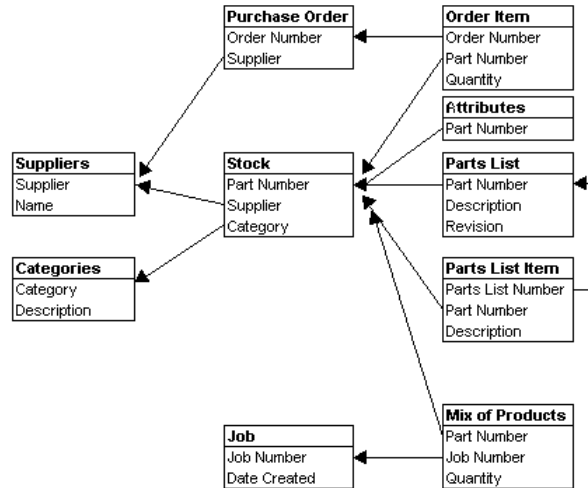 Purchase Order
Order Number
Supplier
Order Item
Order Number
Part Number
Quantity
Attributes
Part Number
Suppliers
Supplier
Name
Stock
Part Number
Supplier
Category
Parts List
Part Number
Description
Revision
Categories
Category
Description
Parts List Item
Parts List Number
Part Number
Description
Job
Job Number
Date Created
Mix of Products
Part Number
Job Number
Quantity